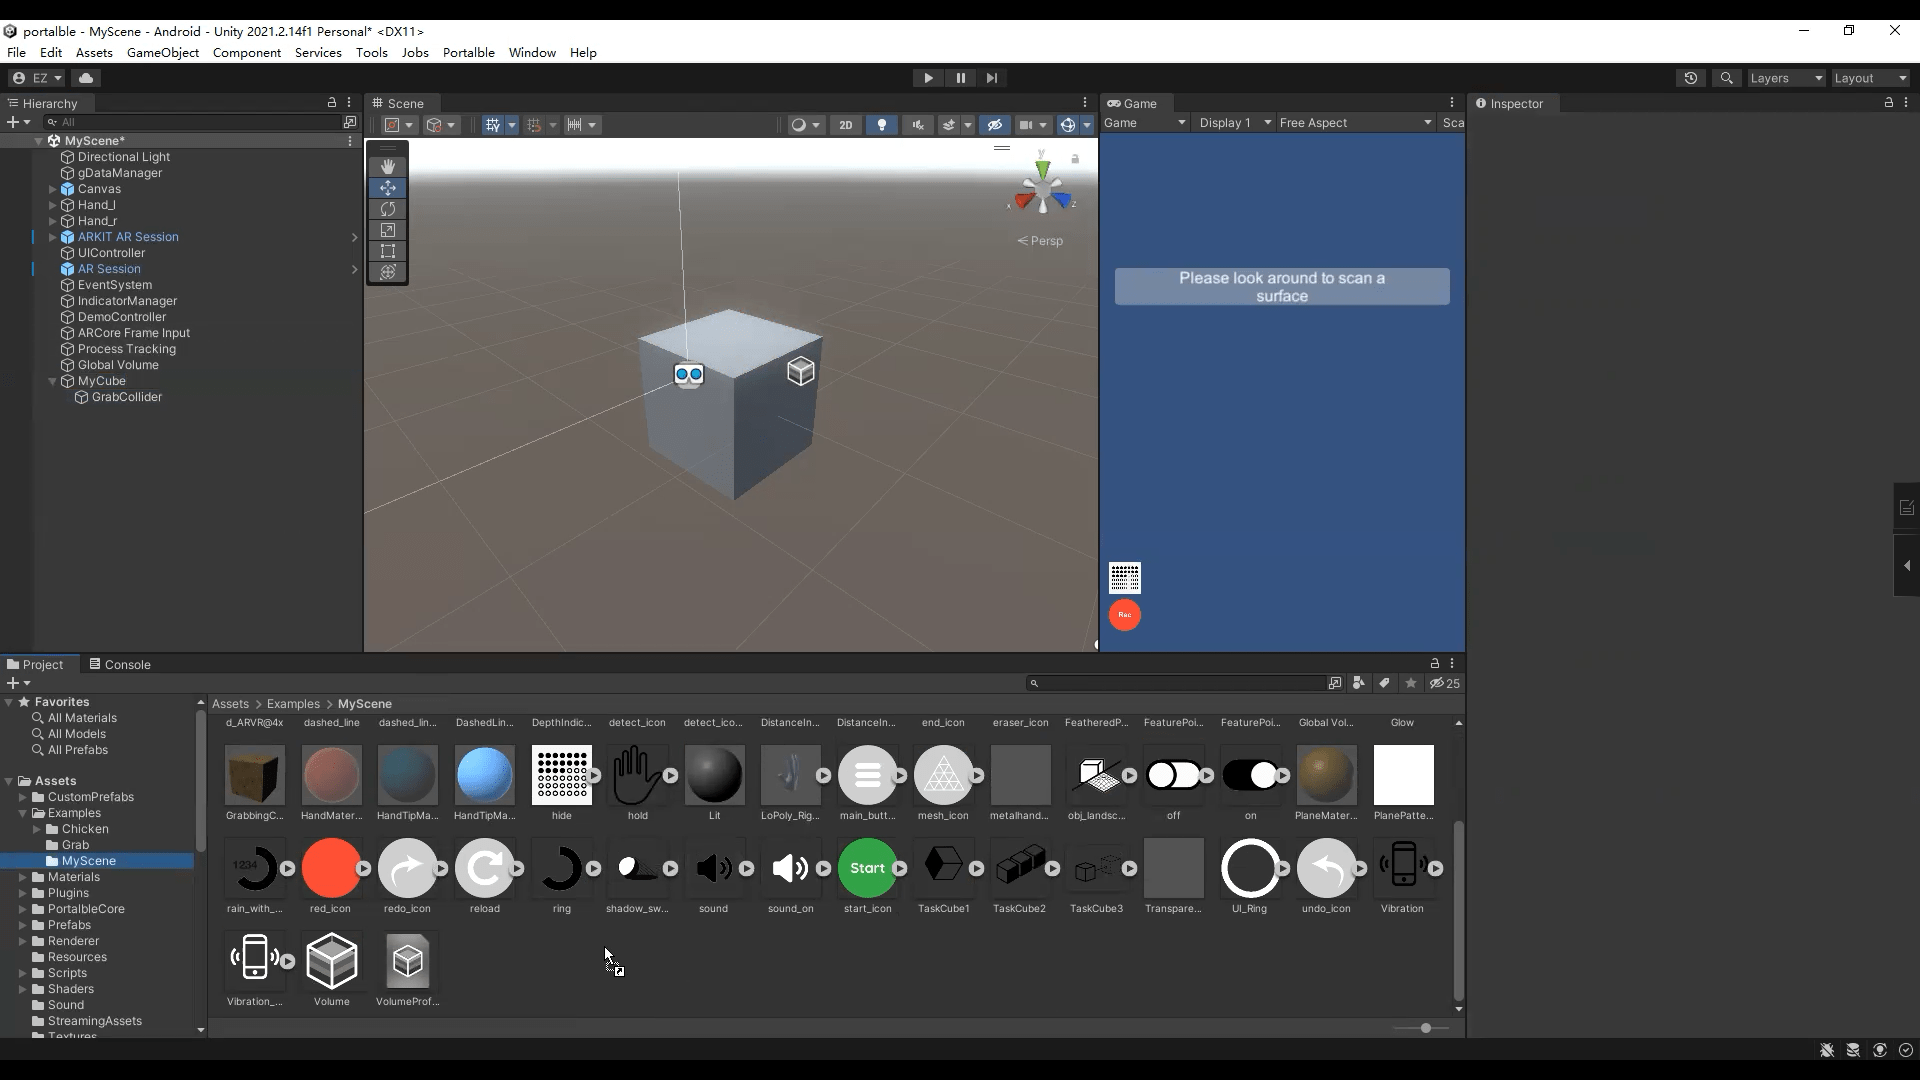 portalble - MyScene - Android - Unity 2021.2.14f1 Personal* <DX11>
File Edit Assets GameObject Component Services Tools Jobs Portalble Window Help
EZ
Layers
Layout
Hierarchy
All
MyScene*
Directional Light
gDataManager
Canvas
Hand_l
Hand_r
ARKIT AR Session
UIController
AR Session
EventSystem
IndicatorManager
DemoController
ARCore Frame Input
Process Tracking
Global Volume
MyCube
GrabCollider
Scene
2D
y
x
z
Persp
Game
Game Display 1 Free Aspect Sca
Please look around to scan a
surface
Rec
Inspector
Project Console
25
Favorites
All Materials
All Models
All Prefabs
Assets
CustomPrefabs
Examples
Chicken
Grab
MyScene
Materials
Plugins
PortalbleCore
Prefabs
Renderer
Resources
Scripts
Shaders
Sound
StreamingAssets
Textures
Assets > Examples > MyScene
d_ARVR@4x dashed_line dashed_lin... DashedLin... DepthIndic... detect_icon detect_ico... DistanceIn... DistanceIn... end_icon eraser_icon FeatheredP... FeaturePoi... FeaturePoi... Global Vol... Glow
GrabbingC... HandMater... HandTipMa... HandTipMa... hide hold Lit LoPoly_Rig... main_butt... mesh_icon metalhand... obj_landsc... off on PlaneMater... PlanePatte...
1234
Start
rain_with_... red_icon redo_icon reload ring shadow_sw... sound sound_on start_icon TaskCube1 TaskCube2 TaskCube3 Transpare... UI_Ring undo_icon Vibration
Vibration_... Volume VolumeProf...